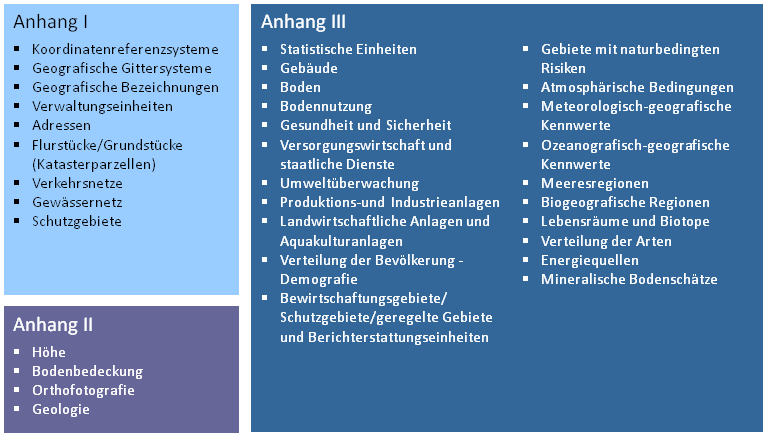 Anhang I
Koordinatenreferenzsysteme
Geografische Gittersysteme
Geografische Bezeichnungen
Verwaltungseinheiten
Adressen
Flurstücke/Grundstücke
(Katasterparzellen)
Verkehrsnetze
Gewässernetz
Schutzgebiete
Anhang II
Höhe
Bodenbedeckung
Orthofotografie
Geologie
Anhang III
Statistische Einheiten
Gebäude
Boden
Bodennutzung
Gesundheit und Sicherheit
Versorgungswirtschaft und
staatliche Dienste
Umweltüberwachung
Produktions-und Industrieanlagen
Landwirtschaftliche Anlagen und
Aquakulturanlagen
Verteilung der Bevölkerung -
Demografie
Bewirtschaftungsgebiete/
Schutzgebiete/geregelte Gebiete
und Berichterstattungseinheiten
Gebiete mit naturbedingten
Risiken
Atmosphärische Bedingungen
Meteorologisch-geografische
Kennwerte
Ozeanografisch-geografische
Kennwerte
Meeresregionen
Biogeografische Regionen
Lebensräume und Biotope
Verteilung der Arten
Energiequellen
Mineralische Bodenschätze